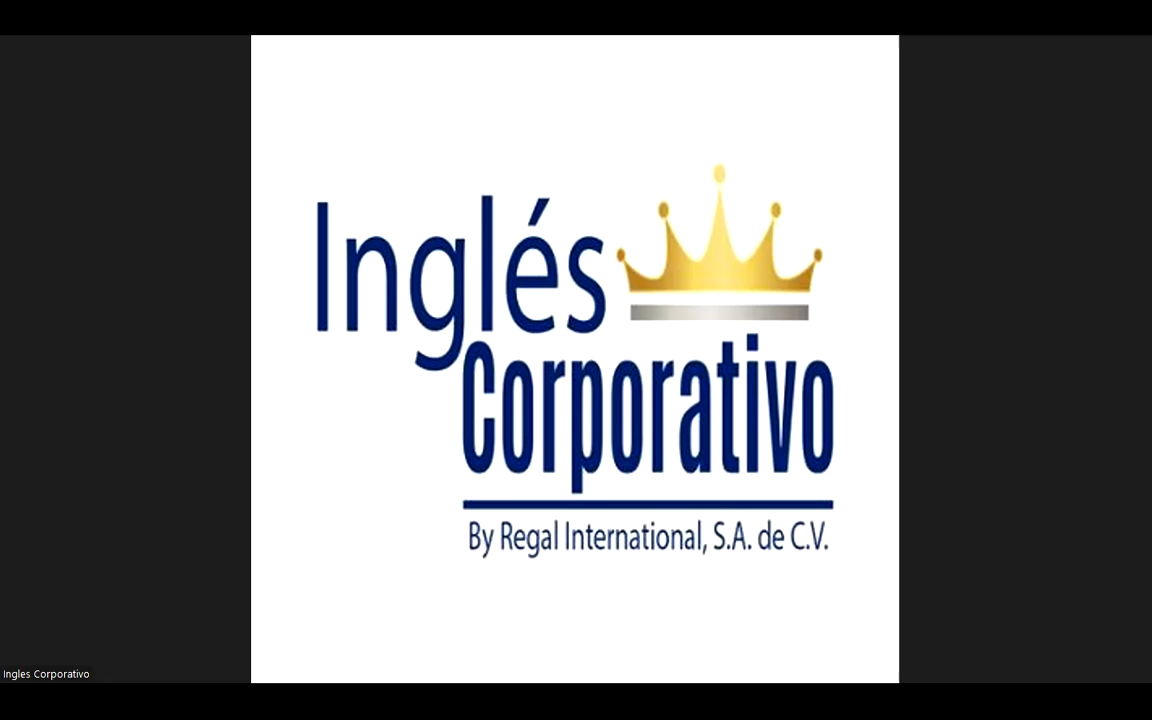 Inglés
Corporativo
By Regal International, S.A. de C.V.
Ingles Corporativo